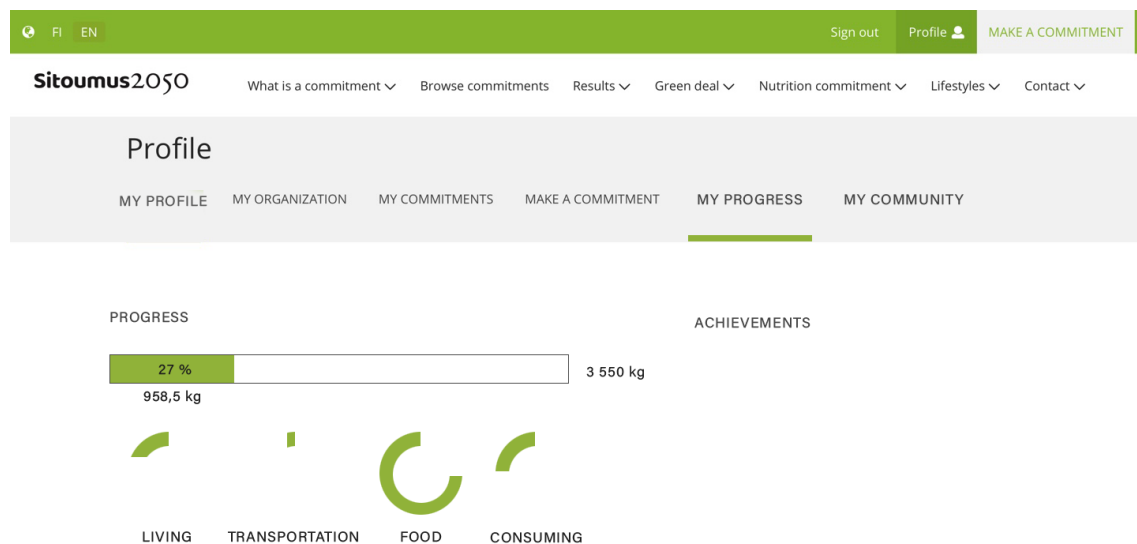 FI EN Sign out Profile MAKE A COMMITMENT
Sitoumus2050 What is a commitment Browse commitments Results Green deal Nutrition commitment Lifestyles Contact
Profile
MY PROFILE MY ORGANIZATION MY COMMITMENTS MAKE A COMMITMENT MY PROGRESS MY COMMUNITY
PROGRESS
ACHIEVEMENTS
27 %
3 550 kg
958,5 kg
LIVING TRANSPORTATION FOOD CONSUMING